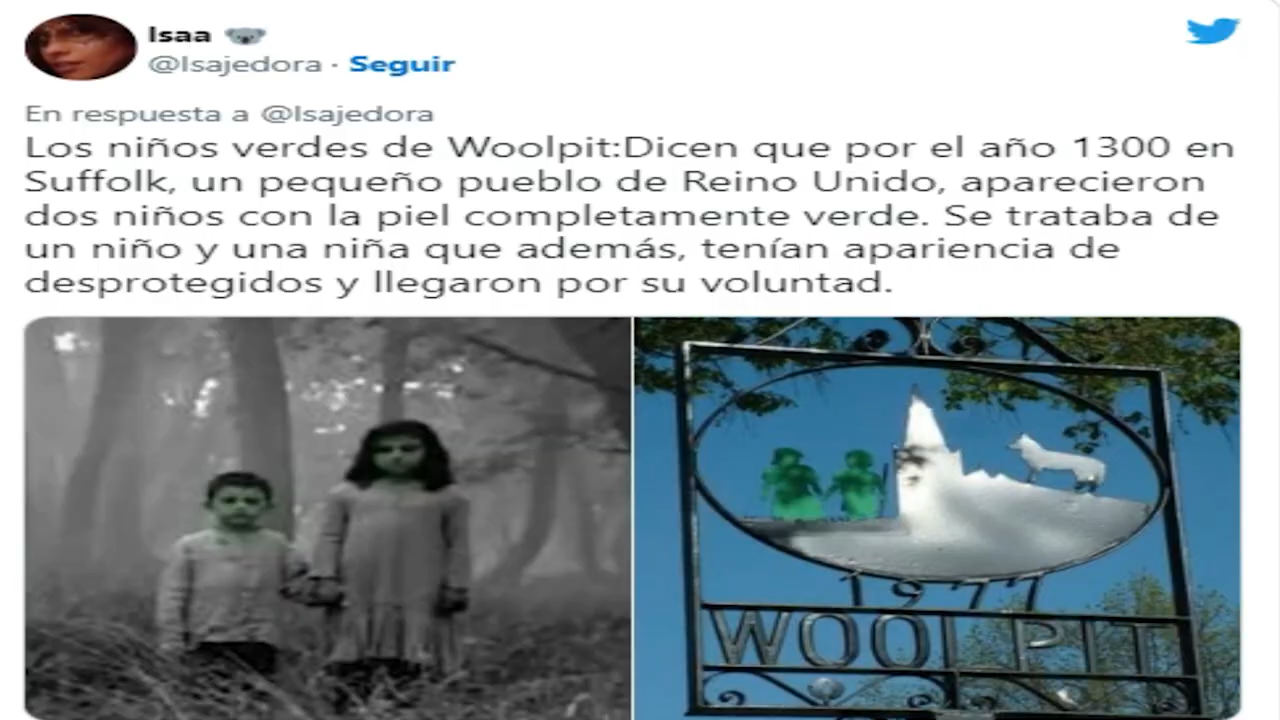 Isaa
@Isajedora · Seguir
En respuesta a @Isajedora
Los niños verdes de Woolpit:Dicen que por el año 1300 en
Suffolk, un pequeño pueblo de Reino Unido, aparecieron
dos niños con la piel completamente verde. Se trataba de
un niño y una niña que además, tenían apariencia de
desprotegidos y llegaron por su voluntad.
1977
WOOLPIT